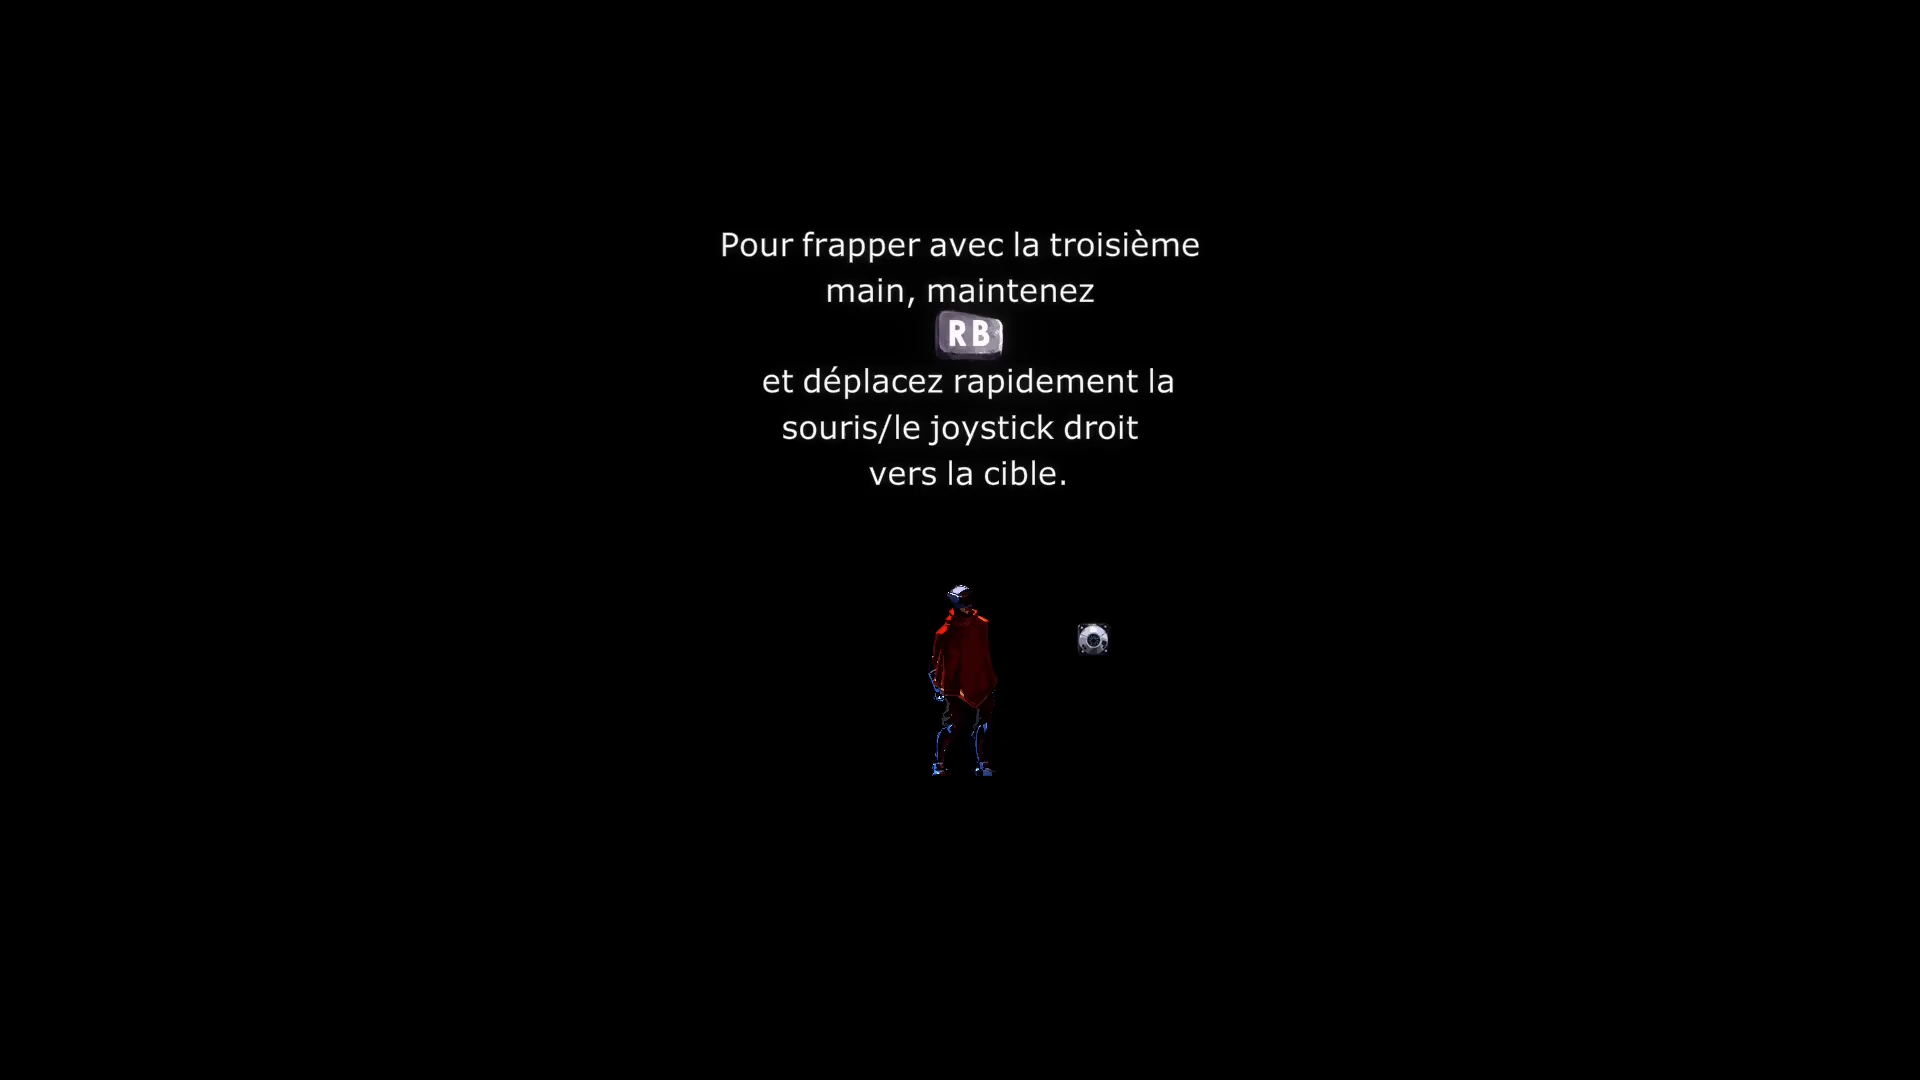 Pour frapper avec la troisième
main, maintenez
RB
et déplacez rapidement la
souris/le joystick droit
vers la cible.